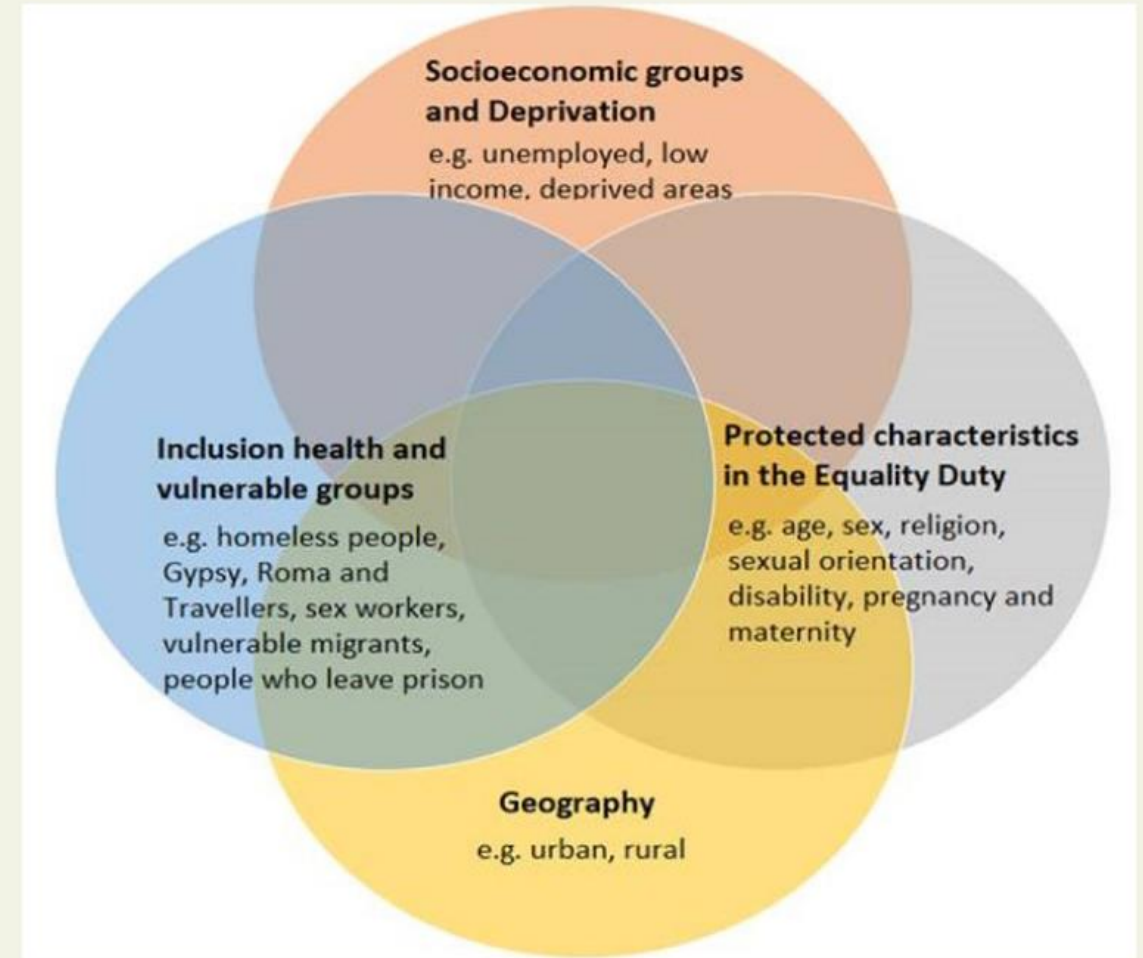 Socioeconomic groups
and Deprivation
e.g. unemployed, low
income, deprived areas
Inclusion health and
vulnerable groups
e.g. homeless people,
Gypsy, Roma and
Travellers, sex workers,
vulnerable migrants,
people who leave prison
Protected characteristics
in the Equality Duty
e.g. age, sex, religion,
sexual orientation,
disability, pregnancy and
maternity
Geography
e.g. urban, rural